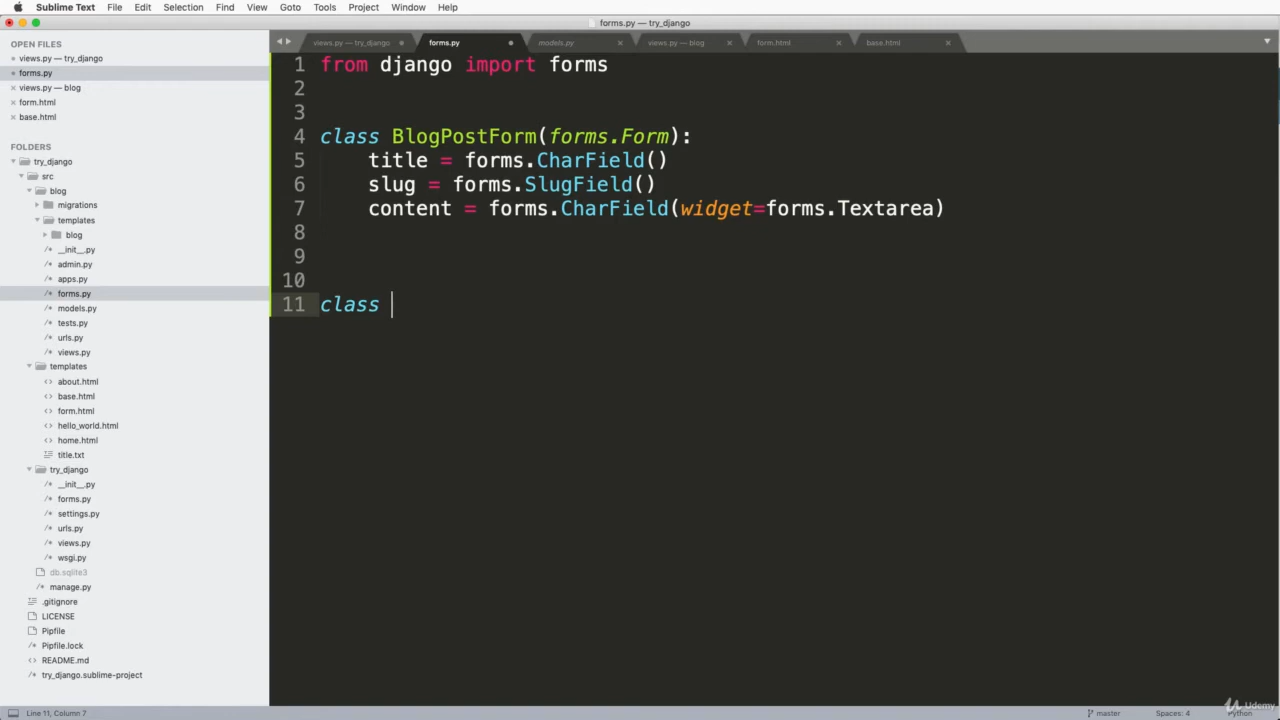 Sublime Text File Edit Selection Find View Goto Tools Project Window Help
forms.py — try_django
OPEN FILES
views.py — try_django
forms.py
views.py — blog
form.html
base.html
FOLDERS
try_django
src
blog
migrations
templates
blog
__init__.py
admin.py
apps.py
forms.py
models.py
tests.py
urls.py
views.py
templates
about.html
base.html
form.html
hello_world.html
home.html
title.txt
try_django
__init__.py
forms.py
settings.py
urls.py
views.py
wsgi.py
db.sqlite3
manage.py
.gitignore
LICENSE
Pipfile
Pipfile.lock
README.md
try_django.sublime-project
views.py — try_django forms.py models.py views.py — blog form.html base.html
1 from django import forms
2
3
4 class BlogPostForm(forms.Form):
5 title = forms.CharField()
6 slug = forms.SlugField()
7 content = forms.CharField(widget=forms.Textarea)
8
9
10
11 class
Line 11, Column 7 master Spaces: 4 Python
Udemy